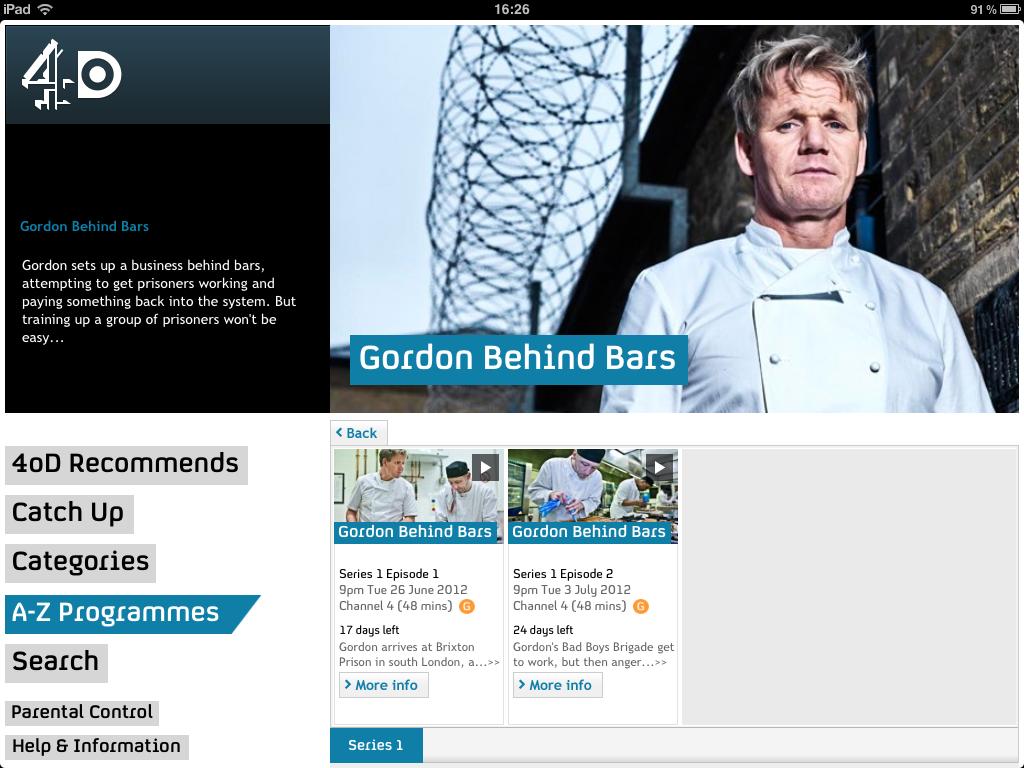 iPad 16:26 91%
4oD
Gordon Behind Bars
Gordon sets up a business behind bars,
attempting to get prisoners working and
paying something back into the system. But
training up a group of prisoners won't be
easy...
Gordon Behind Bars
4oD Recommends
Catch Up
Categories
A-Z Programmes
Search
Parental Control
Help & Information
Back
Gordon Behind Bars
Series 1 Episode 1
9pm Tue 26 June 2012
Channel 4 (48 mins) G
17 days left
Gordon arrives at Brixton
Prison in south London, a...>>
More info
Gordon Behind Bars
Series 1 Episode 2
9pm Tue 3 July 2012
Channel 4 (48 mins) G
24 days left
Gordon's Bad Boys Brigade get
to work, but then anger...>>
More info
Series 1